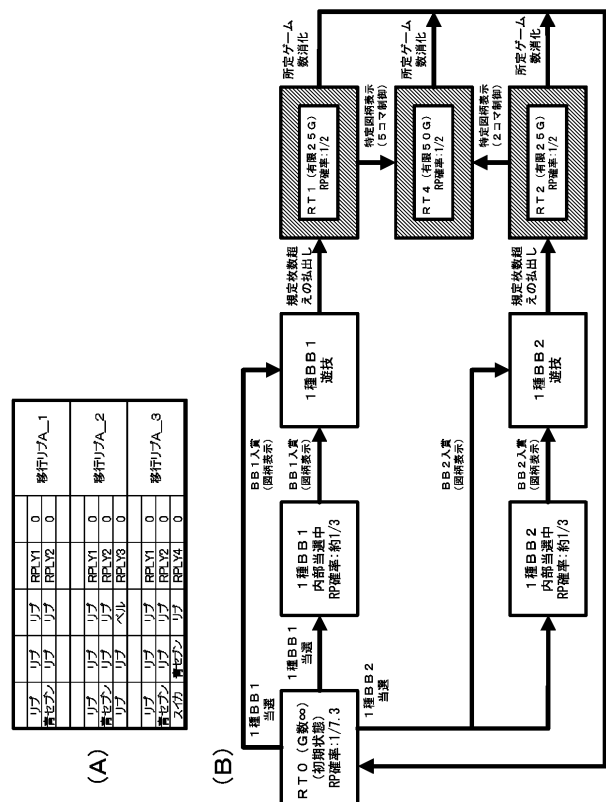 (A)
リプ リプ リプ RPLY1 0 移行リプA_1
青セブン リプ リプ RPLY2 0
リプ リプ リプ RPLY1 0 移行リプA_2
青セブン リプ リプ RPLY2 0
リプ リプ ベル RPLY3 0
リプ リプ リプ RPLY1 0 移行リプA_3
青セブン リプ リプ RPLY2 0
スイカ 青セブン リプ RPLY4 0
(B)
RT0(G数∞)
(初期状態)
RP確率:1/7.3
1種BB1
当選
1種BB1
当選
1種BB2
当選
1種BB1
内部当選中
RP確率:約1/3
1種BB2
内部当選中
RP確率:約1/3
BB1入賞
(図柄表示)
BB1入賞
(図柄表示)
BB2入賞
(図柄表示)
BB2入賞
(図柄表示)
1種BB1
遊技
1種BB2
遊技
規定枚数超
えの払出し
規定枚数超
えの払出し
RT1(有限25G)
RP確率:1/2
特定図柄表示
(5コマ制御)
RT4(有限50G)
RP確率:1/2
特定図柄表示
(2コマ制御)
RT2(有限25G)
RP確率:1/2
所定ゲーム
数消化
所定ゲーム
数消化
所定ゲーム
数消化